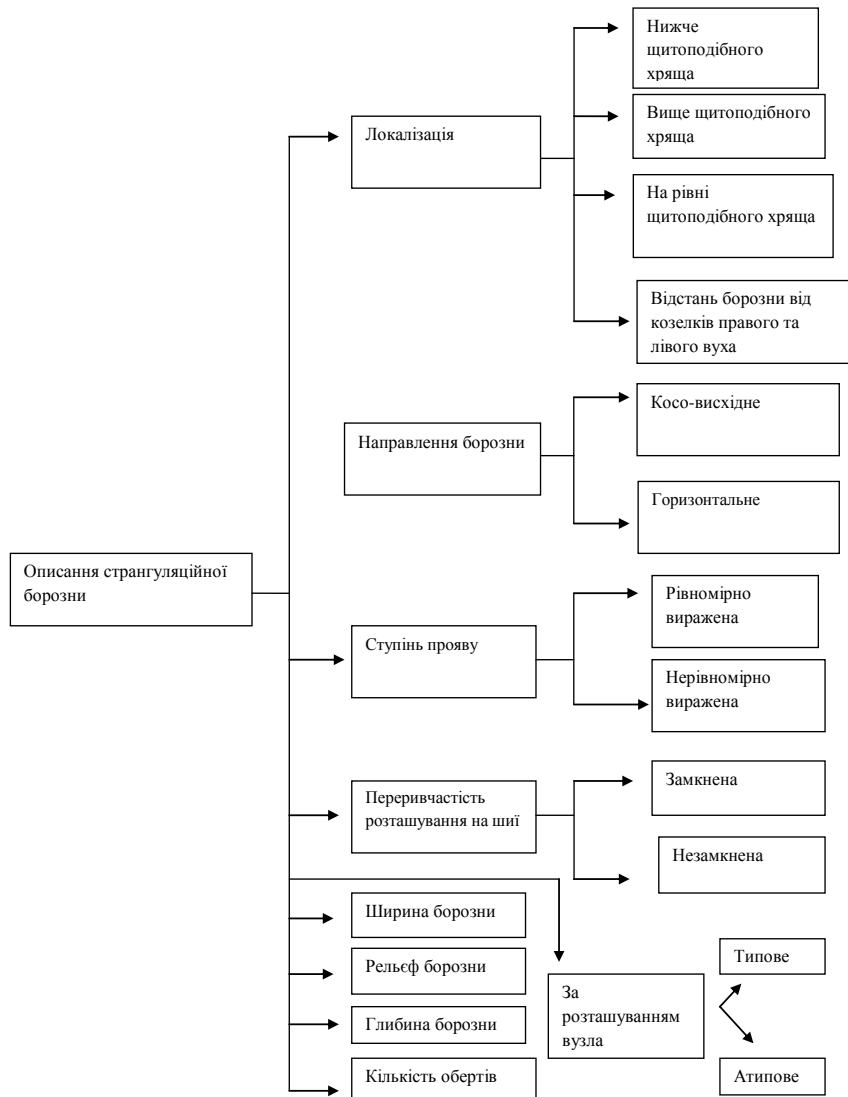 Нижче
щитоподібного
хряща
Локалізація
Вище щитоподібного
хряща
На рівні
щитоподібного хряща
Відстань борозни від
козелків правого та
лівого вуха
Направлення борозни
Косо-висхідне
Горизонтальне
Описання странгуляційної
борозни
Ступінь прояву
Рівномірно
виражена
Нерівномірно
виражена
Переривчастість
розташування на шиї
Замкнена
Незамкнена
Ширина борозни
Рельєф борозни
Глибина борозни
Кількість обертів
За
розташуванням
вузла
Типове
Атипове